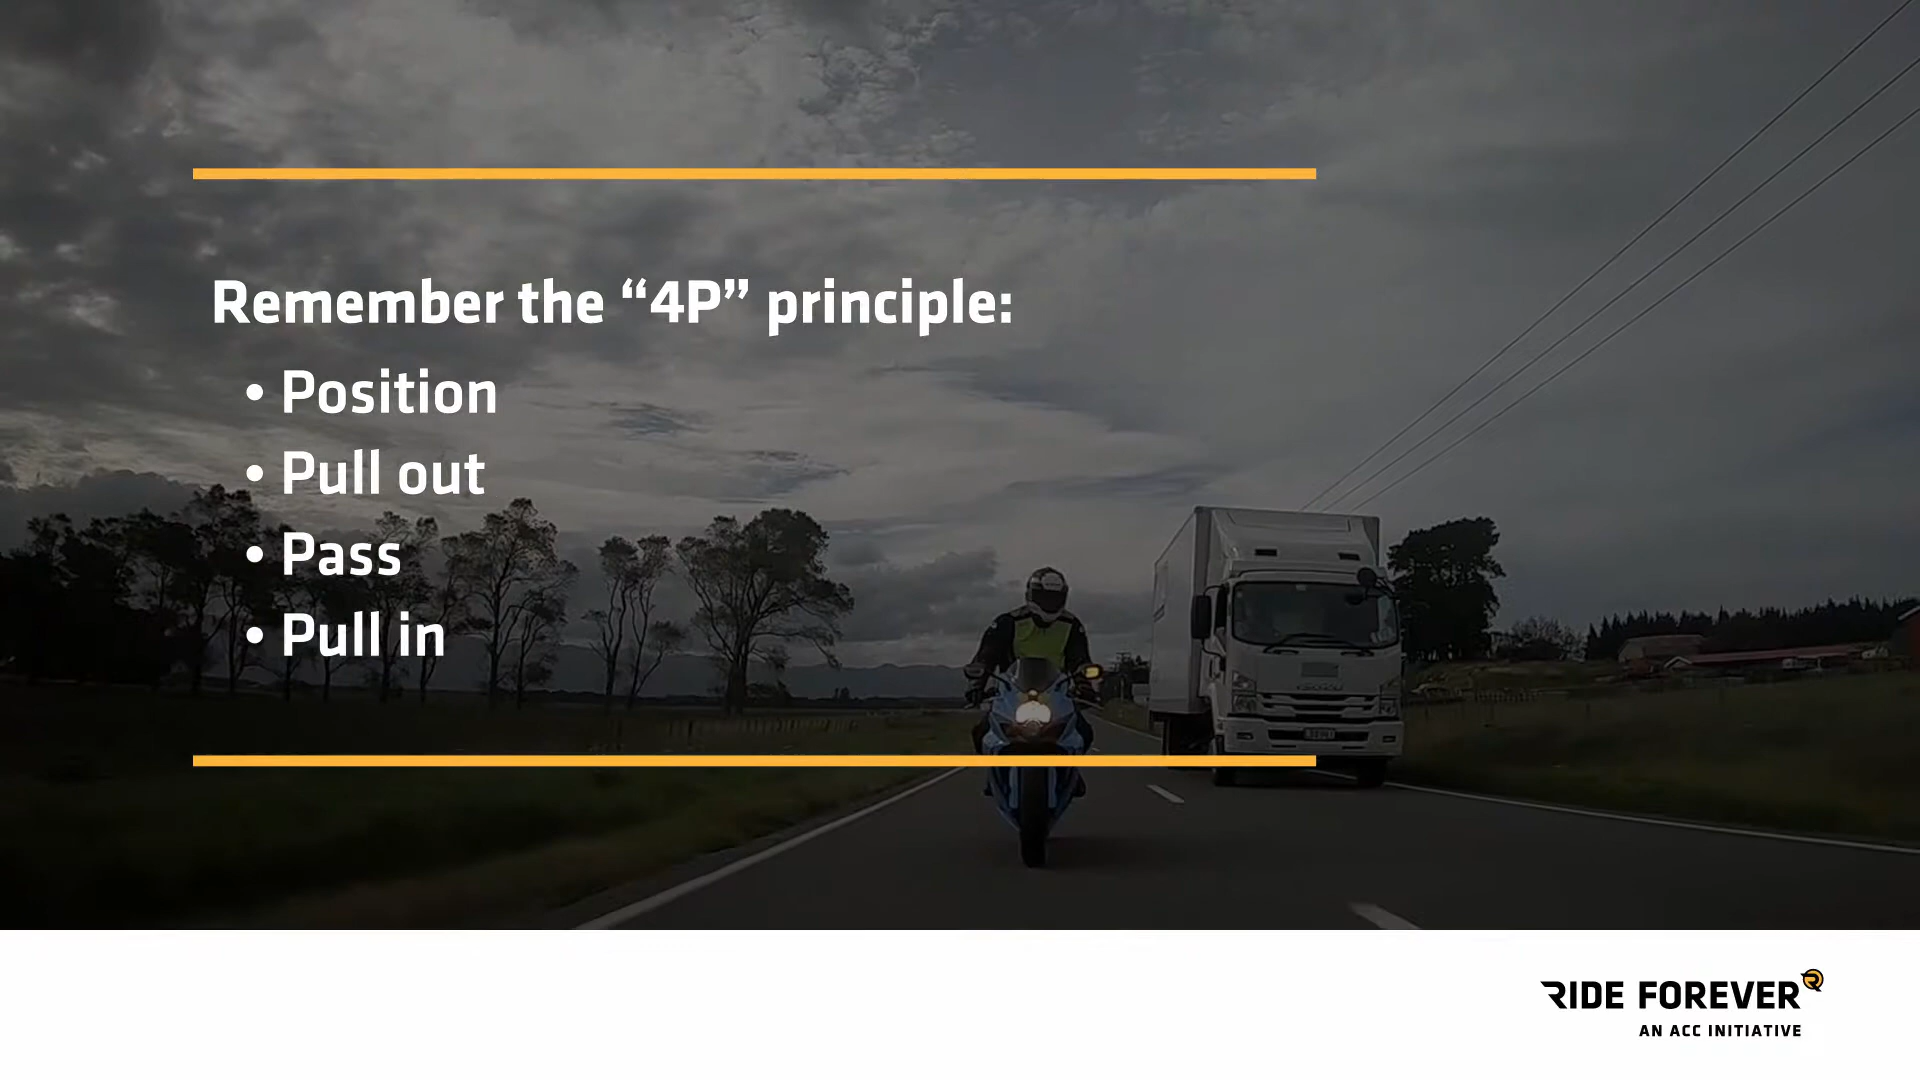 Remember the “4P” principle:
• Position
• Pull out
• Pass
• Pull in
RIDE FOREVER
AN ACC INITIATIVE